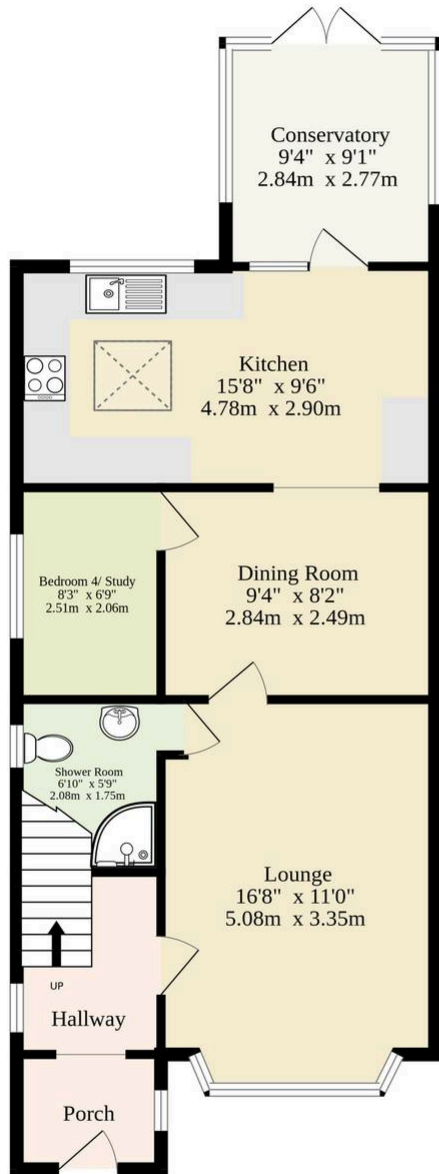 Conservatory
9'4" x 9'1"
2.84m x 2.77m
Kitchen
15'8" x 9'6"
4.78m x 2.90m
Bedroom 4/ Study
8'3" x 6'9"
2.51m x 2.06m
Dining Room
9'4" x 8'2"
2.84m x 2.49m
Shower Room
6'10" x 5'9"
2.08m x 1.75m
Lounge
16'8" x 11'0"
5.08m x 3.35m
UP
Hallway
Porch